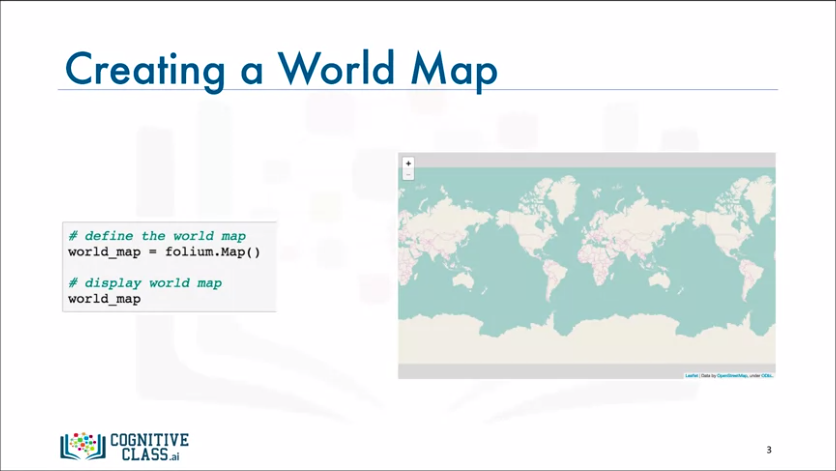 Creating a World Map
# define the world map
world_map = folium.Map()
# display world map
world_map
+
−
Leaflet | Data by OpenStreetMap, under ODbL.
COGNITIVE
CLASS.ai
3